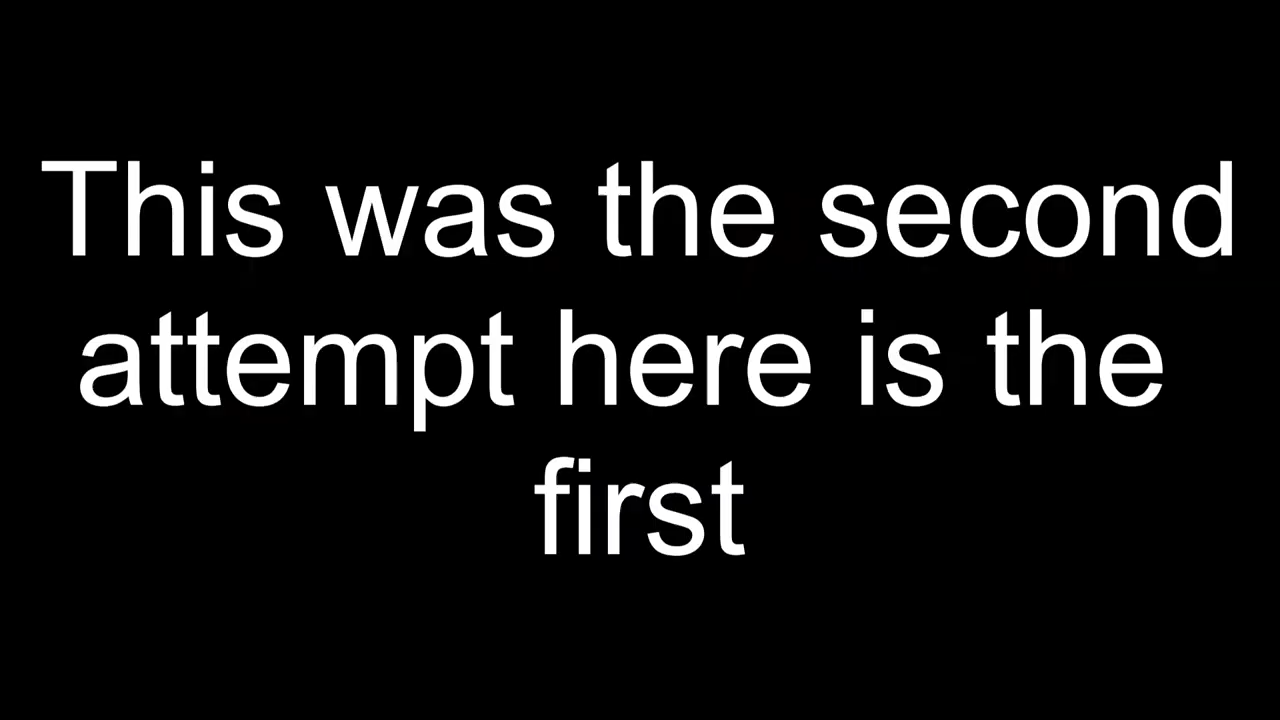 This was the second
attempt here is the
first